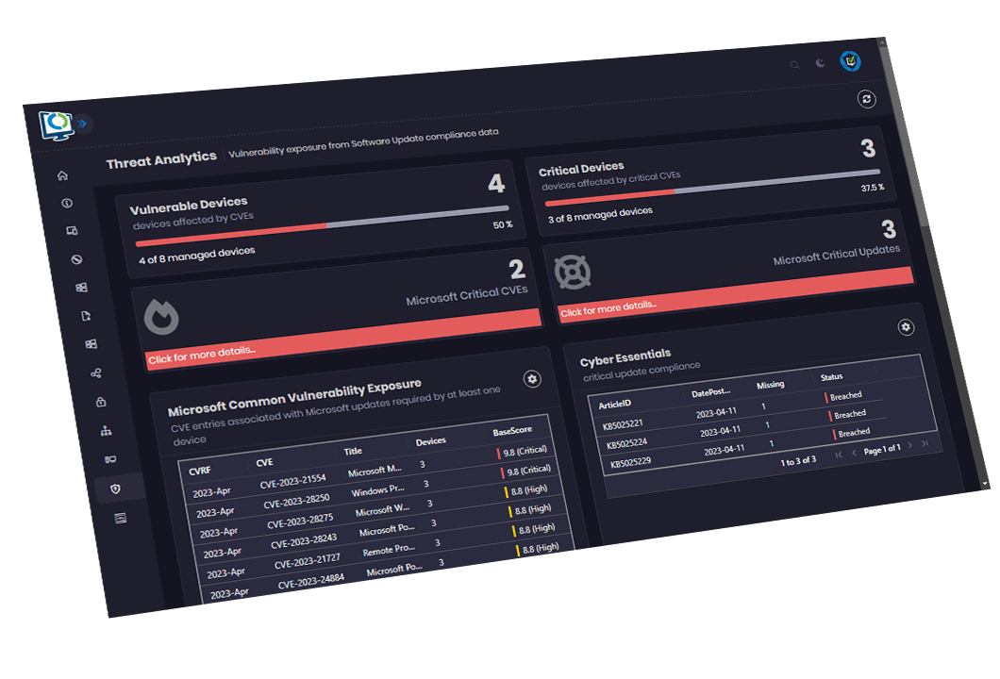 Threat Analytics Vulnerability exposure from Software Update compliance data
Vulnerable Devices 4
devices affected by CVEs
4 of 8 managed devices 50 %
Critical Devices 3
devices affected by critical CVEs
3 of 8 managed devices 37.5 %
2
Microsoft Critical CVEs
Click for more details...
3
Microsoft Critical Updates
Click for more details...
Microsoft Common Vulnerability Exposure
CVE entries associated with Microsoft updates required by at least one
device
CVRF CVE Title Devices BaseScore
2023-Apr CVE-2023-21554 Microsoft M... 3 9.8 (Critical)
2023-Apr CVE-2023-28250 Windows Pr... 3 9.8 (Critical)
2023-Apr CVE-2023-28275 Microsoft W... 3 8.8 (High)
2023-Apr CVE-2023-28243 Microsoft Po... 3 8.8 (High)
2023-Apr CVE-2023-21727 Remote Pro... 3 8.8 (High)
2023-Apr CVE-2023-24884 Microsoft Po... 3 8.8 (High)
Cyber Essentials
critical update compliance
ArticleID DatePost... Missing Status
KB5025221 2023-04-11 1 Breached
KB5025224 2023-04-11 1 Breached
KB5025229 2023-04-11 1 Breached
1 to 3 of 3 Page 1 of 1